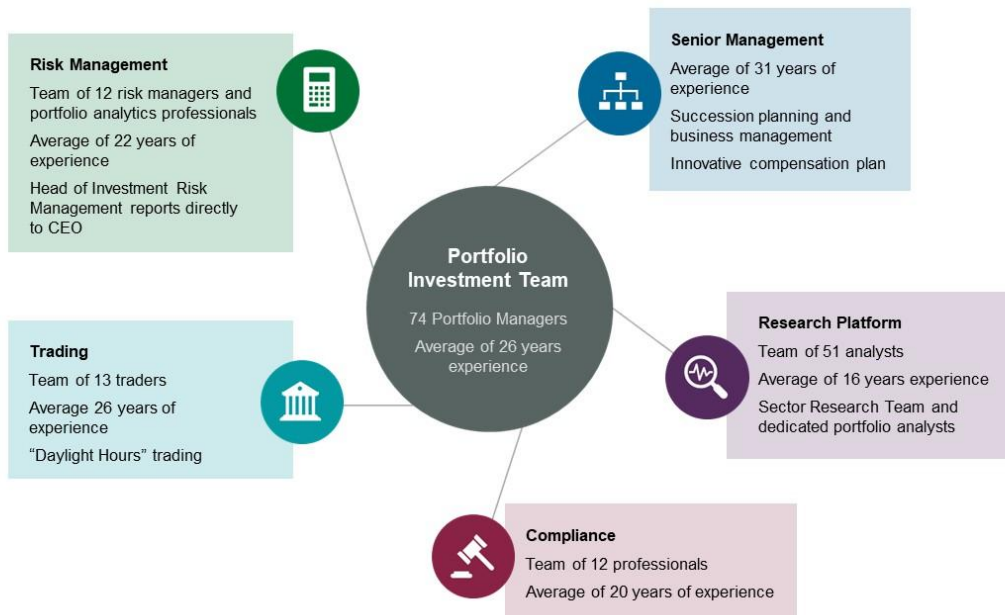 Risk Management
Team of 12 risk managers and
portfolio analytics professionals
Average of 22 years of
experience
Head of Investment Risk
Management reports directly
to CEO
Senior Management
Average of 31 years of
experience
Succession planning and
business management
Innovative compensation plan
Portfolio
Investment Team
74 Portfolio Managers
Average of 26 years
experience
Trading
Team of 13 traders
Average 26 years of
experience
“Daylight Hours” trading
Research Platform
Team of 51 analysts
Average of 16 years experience
Sector Research Team and
dedicated portfolio analysts
Compliance
Team of 12 professionals
Average of 20 years of experience